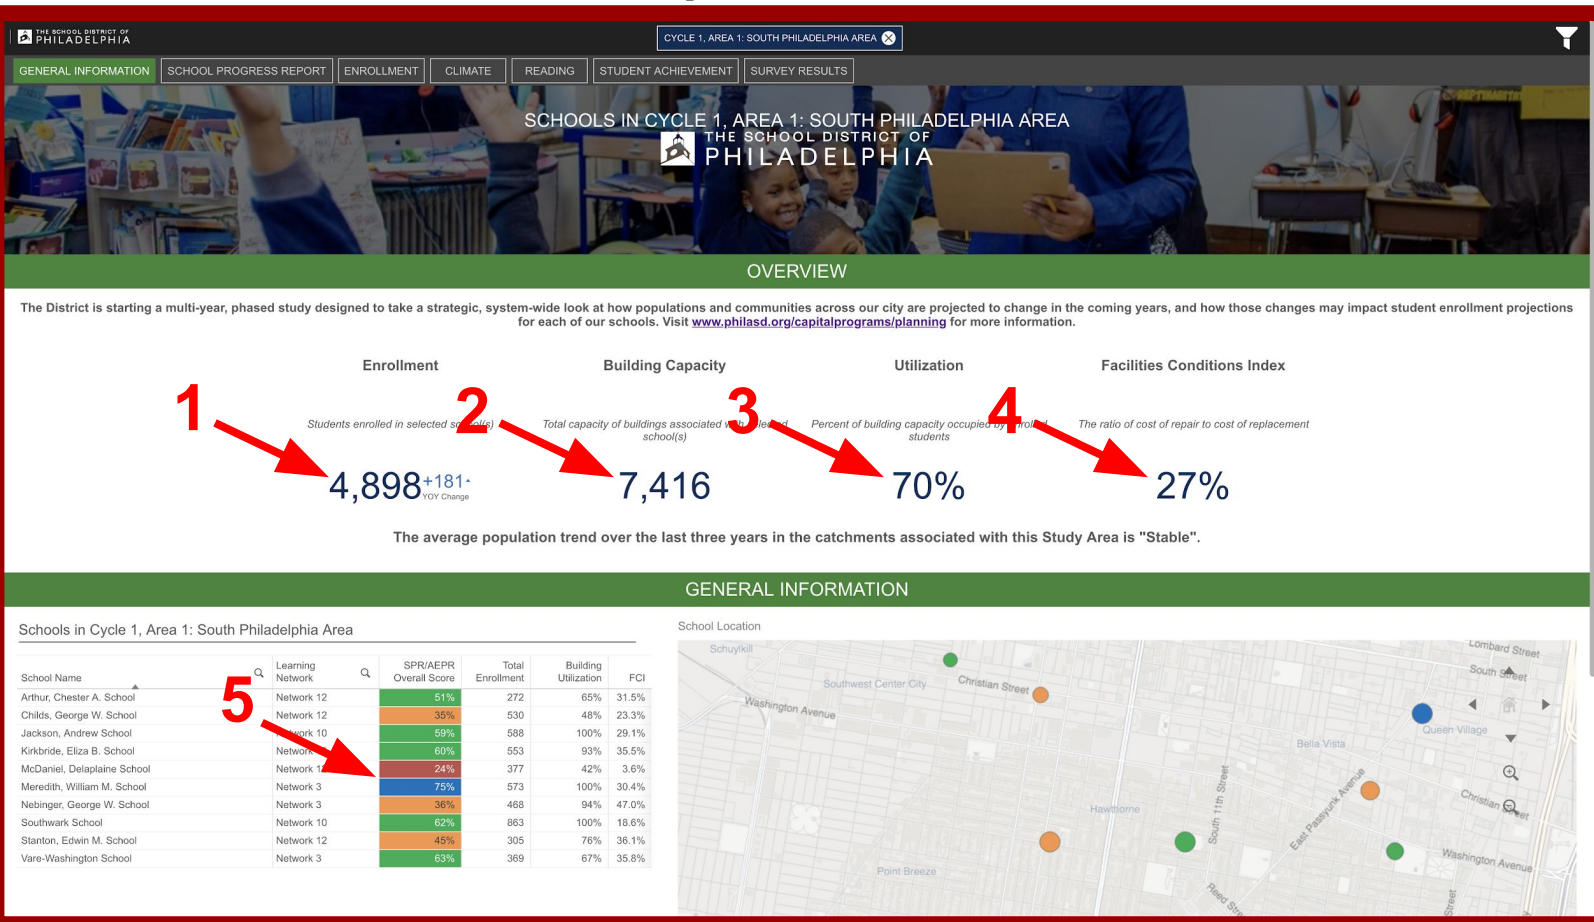 THE SCHOOL DISTRICT OF
PHILADELPHIA
CYCLE 1, AREA 1: SOUTH PHILADELPHIA AREA
GENERAL INFORMATION
SCHOOL PROGRESS REPORT
ENROLLMENT
CLIMATE
READING
STUDENT ACHIEVEMENT
SURVEY RESULTS
SCHOOLS IN CYCLE 1, AREA 1: SOUTH PHILADELPHIA AREA
THE SCHOOL DISTRICT OF
PHILADELPHIA
OVERVIEW
The District is starting a multi-year, phased study designed to take a strategic, system-wide look at how populations and communities across our city are projected to change in the coming years, and how those changes may impact student enrollment projections
for each of our schools. Visit www.philasd.org/capitalprograms/planning for more information.
Enrollment
Building Capacity
Utilization
Facilities Conditions Index
1
2
3
4
Students enrolled in selected school(s)
Total capacity of buildings associated with selected
school(s)
Percent of building capacity occupied by enrolled
students
The ratio of cost of repair to cost of replacement
4,898 +181
YOY Change
7,416
70%
27%
The average population trend over the last three years in the catchments associated with this Study Area is "Stable".
GENERAL INFORMATION
Schools in Cycle 1, Area 1: South Philadelphia Area
School Name Learning Network SPR/AEPR Overall Score Total Enrollment Building Utilization FCI
Arthur, Chester A. School Network 12 51% 272 65% 31.5%
Childs, George W. School Network 12 35% 530 48% 23.3%
Jackson, Andrew School Network 10 59% 588 100% 29.1%
Kirkbride, Eliza B. School Network 60% 553 93% 35.5%
McDaniel, Delaplaine School Network 24% 377 42% 3.6%
Meredith, William M. School Network 3 75% 573 100% 30.4%
Nebinger, George W. School Network 3 36% 468 94% 47.0%
Southwark School Network 10 62% 863 100% 18.6%
Stanton, Edwin M. School Network 12 45% 305 76% 36.1%
Vare-Washington School Network 3 63% 369 67% 35.8%
5
School Location
Schuylkill
Lombard Street
South Street
Southwest Center City
Christian Street
Washington Avenue
Queen Village
Bella Vista
Christian Street
South 11th Street
East Passyunk Avenue
Hawthorne
Washington Avenue
Point Breeze
Reed Stre
Street